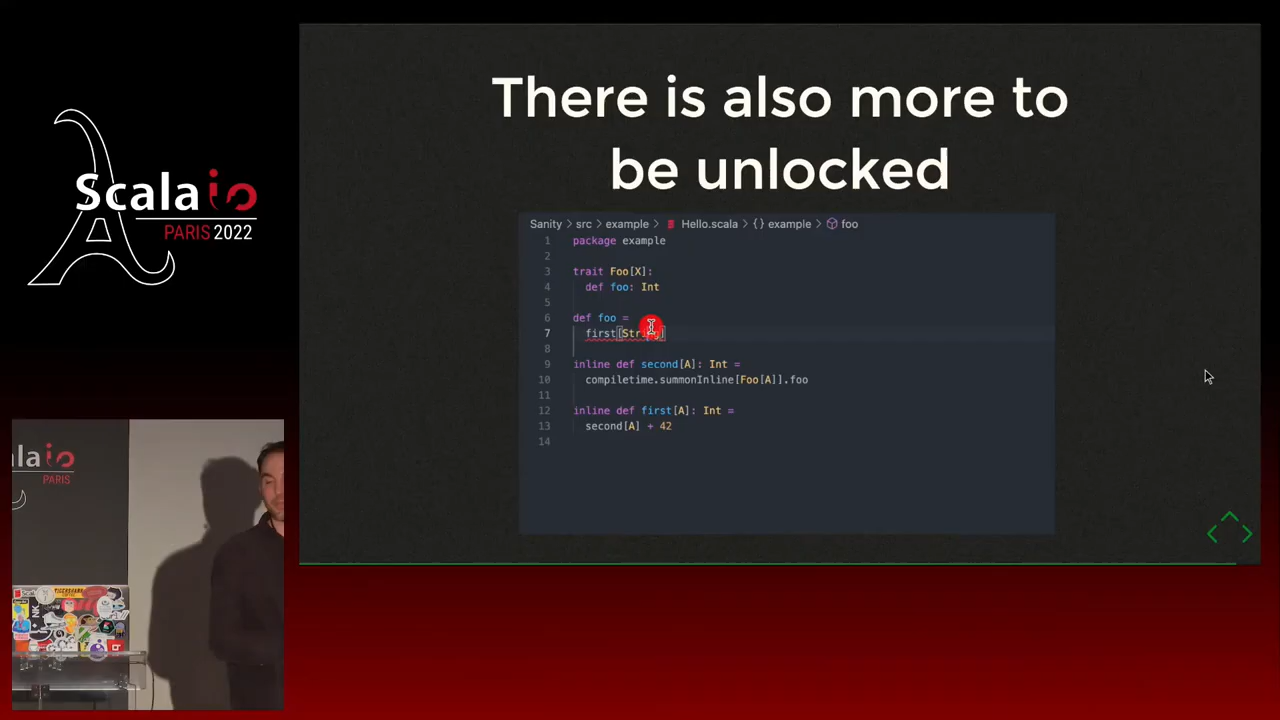 There is also more to
be unlocked
Scala io
PARIS 2022
Sanity > src > example > Hello.scala > {} example > foo
1 package example
2
3 trait Foo[X]:
4 def foo: Int
5
6 def foo =
7 first[String]
8
9 inline def second[A]: Int =
10 compiletime.summonInline[Foo[A]].foo
11
12 inline def first[A]: Int =
13 second[A] + 42
14
ala io
PARIS
NK